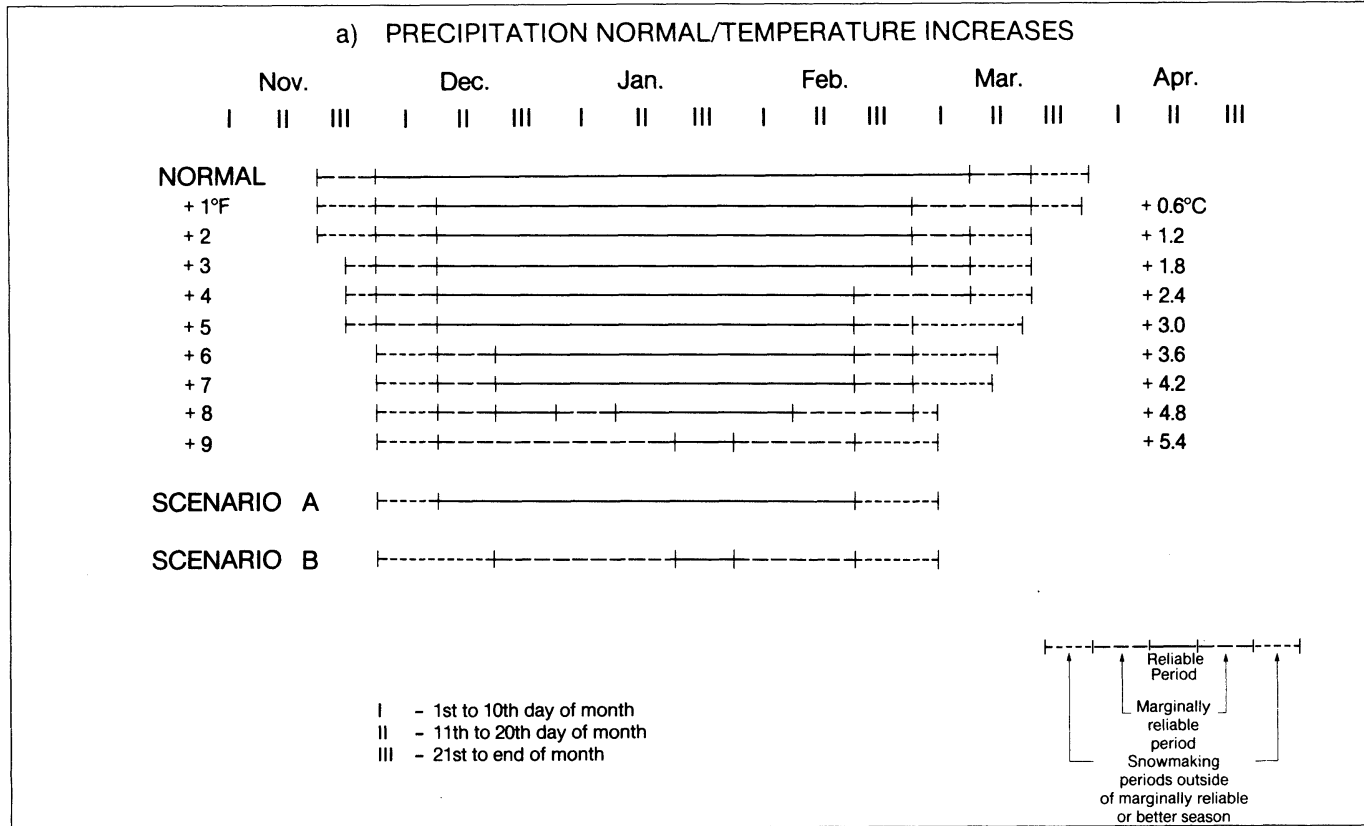 a) PRECIPITATION NORMAL/TEMPERATURE INCREASES
Nov. Dec. Jan. Feb. Mar. Apr.
I II III I II III I II III I II III I II III I II III
NORMAL
+ 1°F + 0.6°C
+ 2 + 1.2
+ 3 + 1.8
+ 4 + 2.4
+ 5 + 3.0
+ 6 + 3.6
+ 7 + 4.2
+ 8 + 4.8
+ 9 + 5.4
SCENARIO A
SCENARIO B
I - 1st to 10th day of month
II - 11th to 20th day of month
III - 21st to end of month
Reliable
Period
Marginally
reliable
period
Snowmaking
periods outside
of marginally reliable
or better season